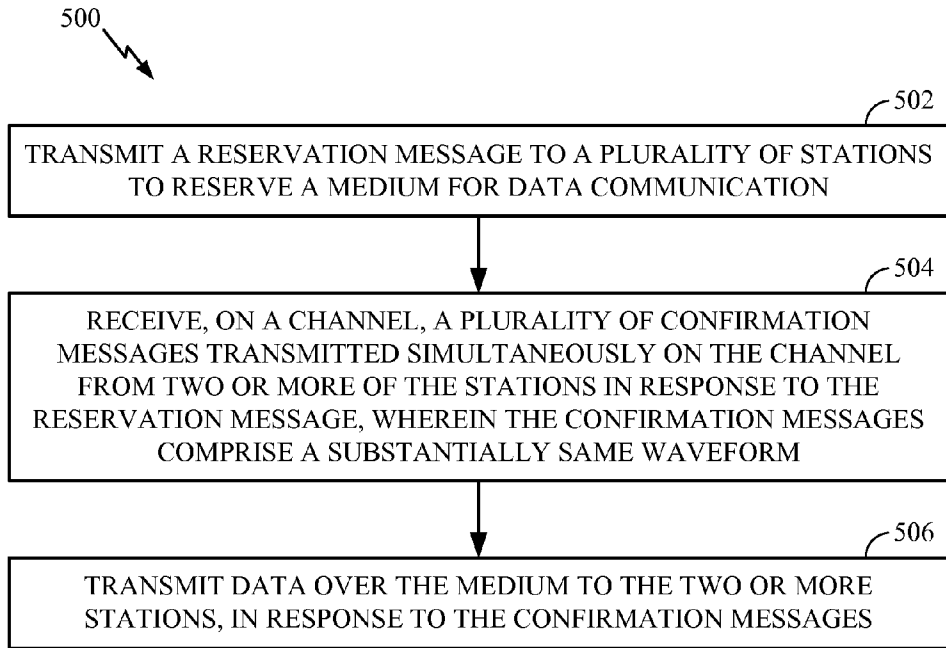 500
502
TRANSMIT A RESERVATION MESSAGE TO A PLURALITY OF STATIONS
TO RESERVE A MEDIUM FOR DATA COMMUNICATION
504
RECEIVE, ON A CHANNEL, A PLURALITY OF CONFIRMATION
MESSAGES TRANSMITTED SIMULTANEOUSLY ON THE CHANNEL
FROM TWO OR MORE OF THE STATIONS IN RESPONSE TO THE
RESERVATION MESSAGE, WHEREIN THE CONFIRMATION MESSAGES
COMPRISE A SUBSTANTIALLY SAME WAVEFORM
506
TRANSMIT DATA OVER THE MEDIUM TO THE TWO OR MORE
STATIONS, IN RESPONSE TO THE CONFIRMATION MESSAGES